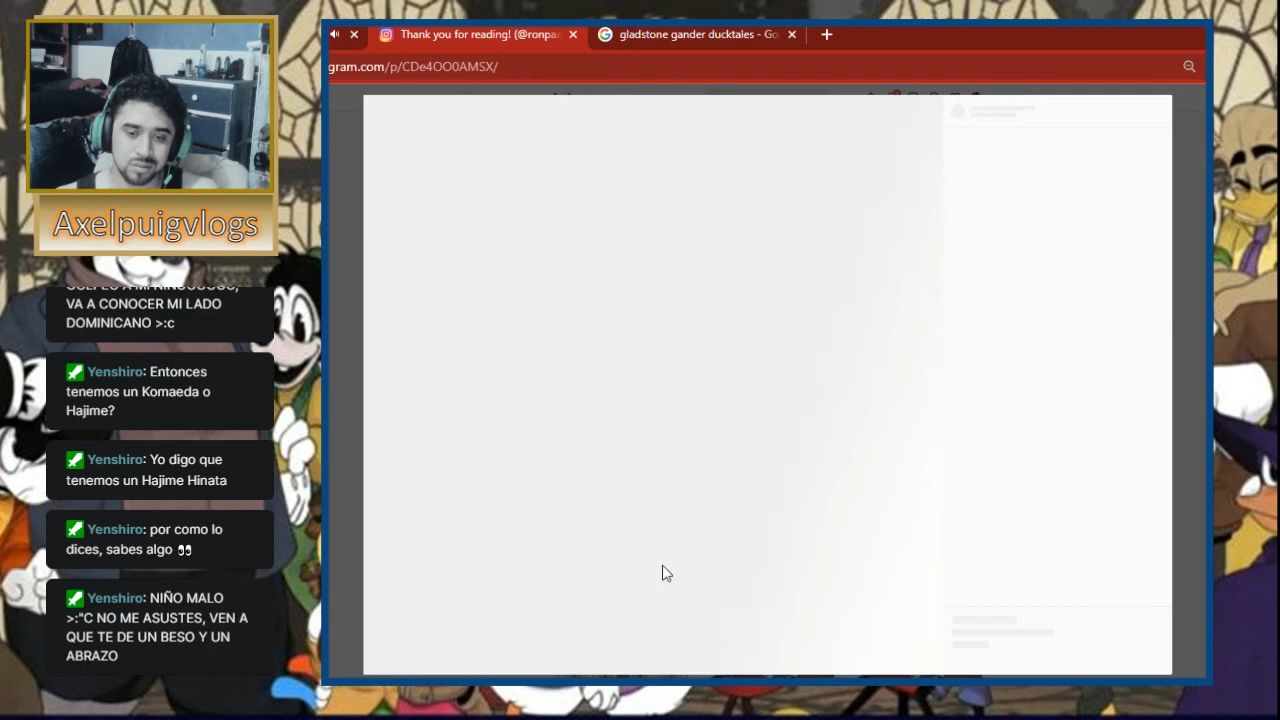 Thank you for reading! (@ronpa
gladstone gander ducktales - Go
gram.com/p/CDe4OO0AMSX/
Axelpuigvlogs
VA A CONOCER MI LADO
DOMINICANO >:c
Yenshiro: Entonces
tenemos un Komaeda o
Hajime?
Yenshiro: Yo digo que
tenemos un Hajime Hinata
Yenshiro: por como lo
dices, sabes algo 👀
Yenshiro: NIÑO MALO
>:"C NO ME ASUSTES, VEN A
QUE TE DE UN BESO Y UN
ABRAZO